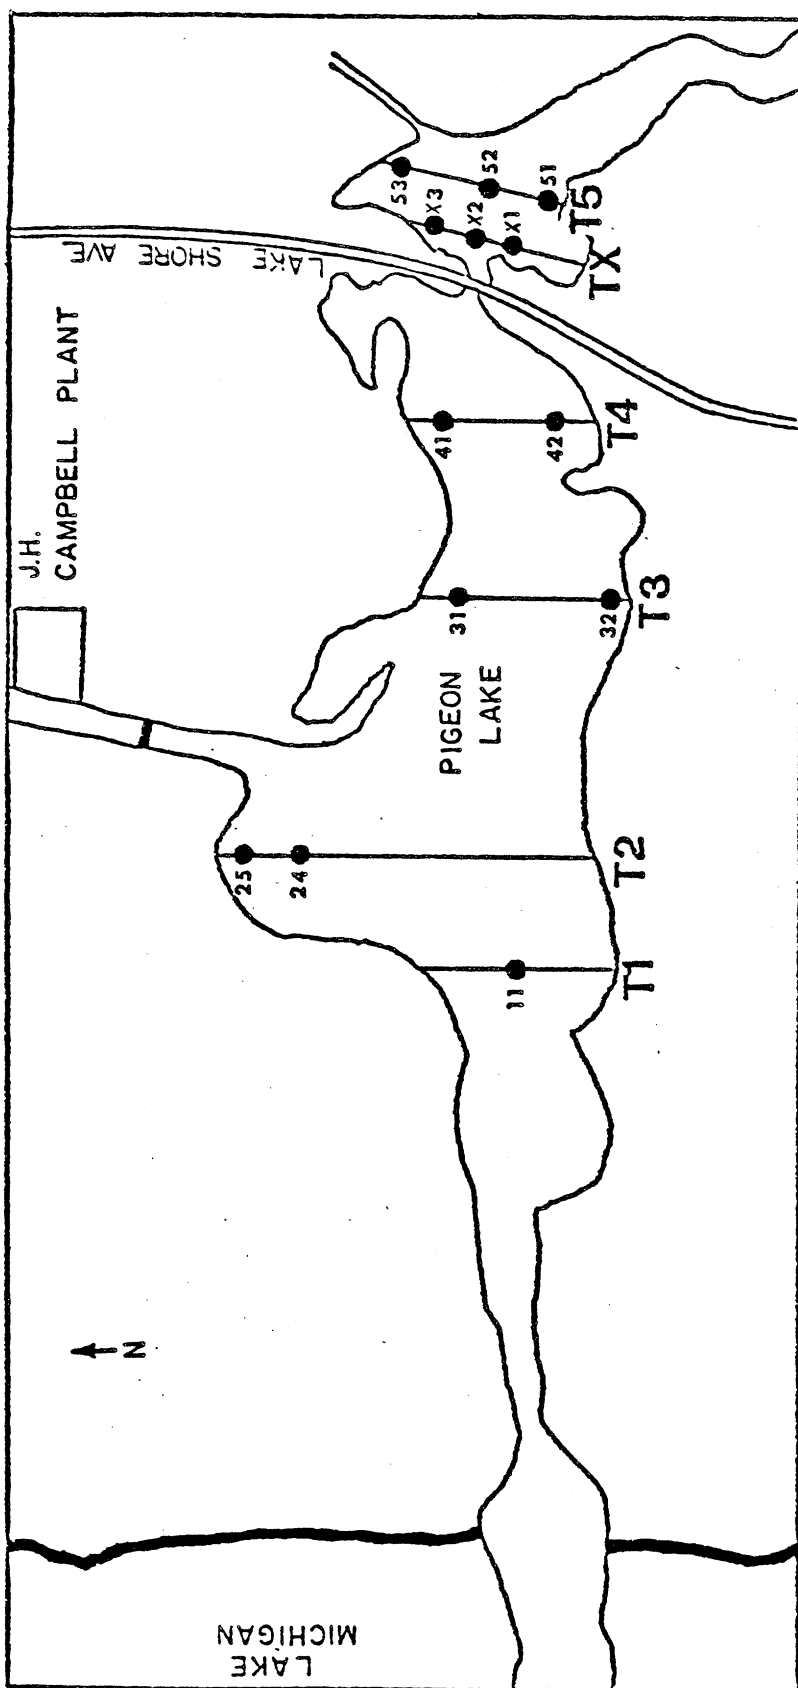 J.H.
CAMPBELL PLANT
LAKE SHORE AVE
53
52
51
X3
X2
X1
T5
TX
41
42
T4
31
32
T3
PIGEON
LAKE
25
24
T2
11
T1
N
LAKE
MICHIGAN